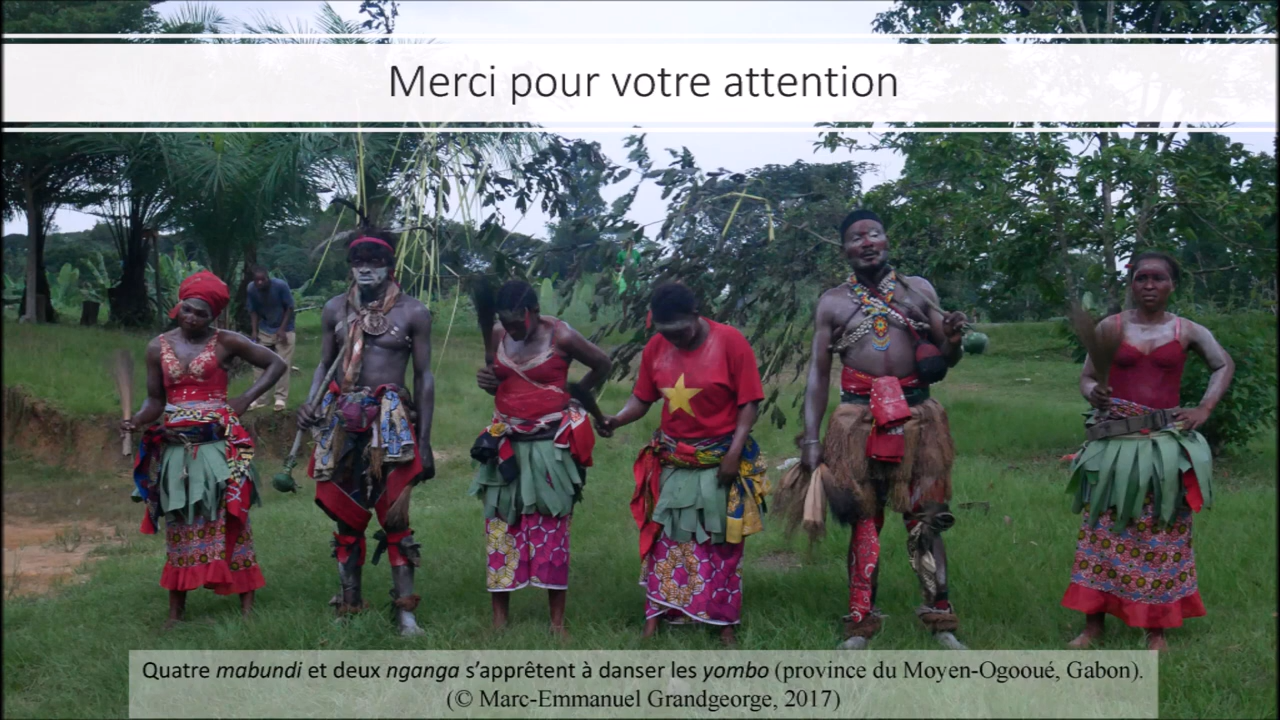 Merci pour votre attention
Quatre mabundi et deux nganga s’apprêtent à danser les yombo (province du Moyen-Ogooué, Gabon).
(© Marc-Emmanuel Grandgeorge, 2017)